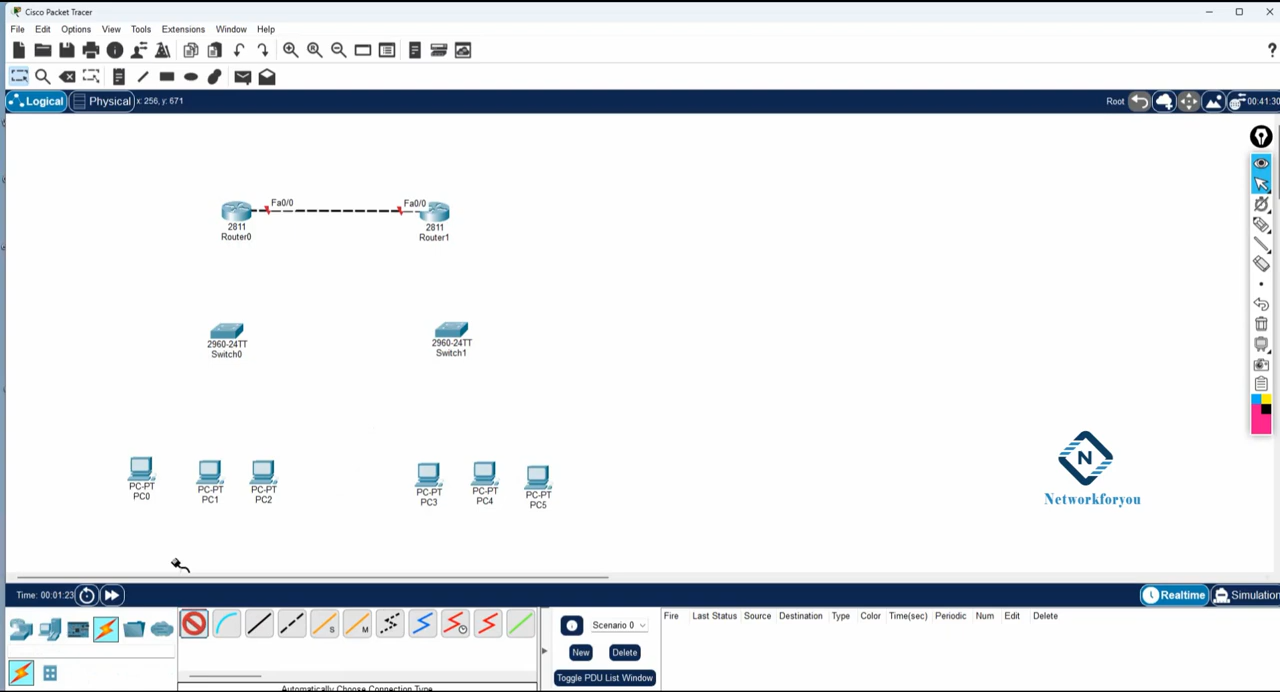 Cisco Packet Tracer
File Edit Options View Tools Extensions Window Help
?
Logical Physical x: 256, y: 671 Root 00:41:30
Fa0/0 Fa0/0
2811 2811
Router0 Router1
2960-24TT 2960-24TT
Switch0 Switch1
N
Networkforyou
PC-PT PC-PT PC-PT PC-PT PC-PT PC-PT
PC0 PC1 PC2 PC3 PC4 PC5
Time: 00:01:23 Realtime Simulation
S M
Scenario 0
Fire Last Status Source Destination Type Color Time(sec) Periodic Num Edit Delete
New Delete
Toggle PDU List Window
Automatically Choose Connection Type